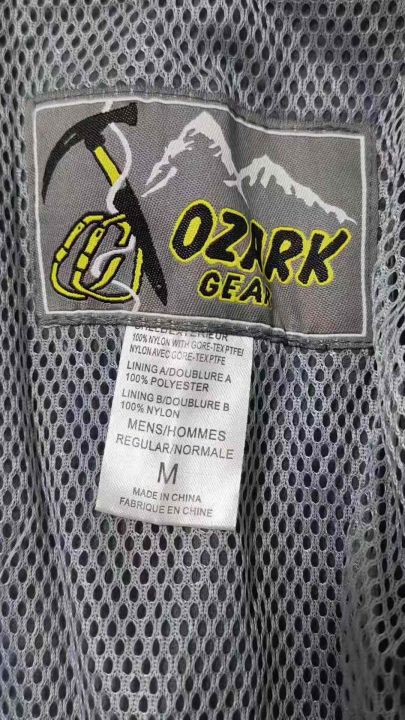 OZARK
GEAR
100% NYLON WITH GORE-TEX PTFE/
NYLON AVEC GORE-TEX PTFE
LINING A/DOUBLURE A
100% POLYESTER
LINING B/DOUBLURE B
100% NYLON
MENS/HOMMES
REGULAR/NORMALE
M
MADE IN CHINA
FABRIQUE EN CHINE